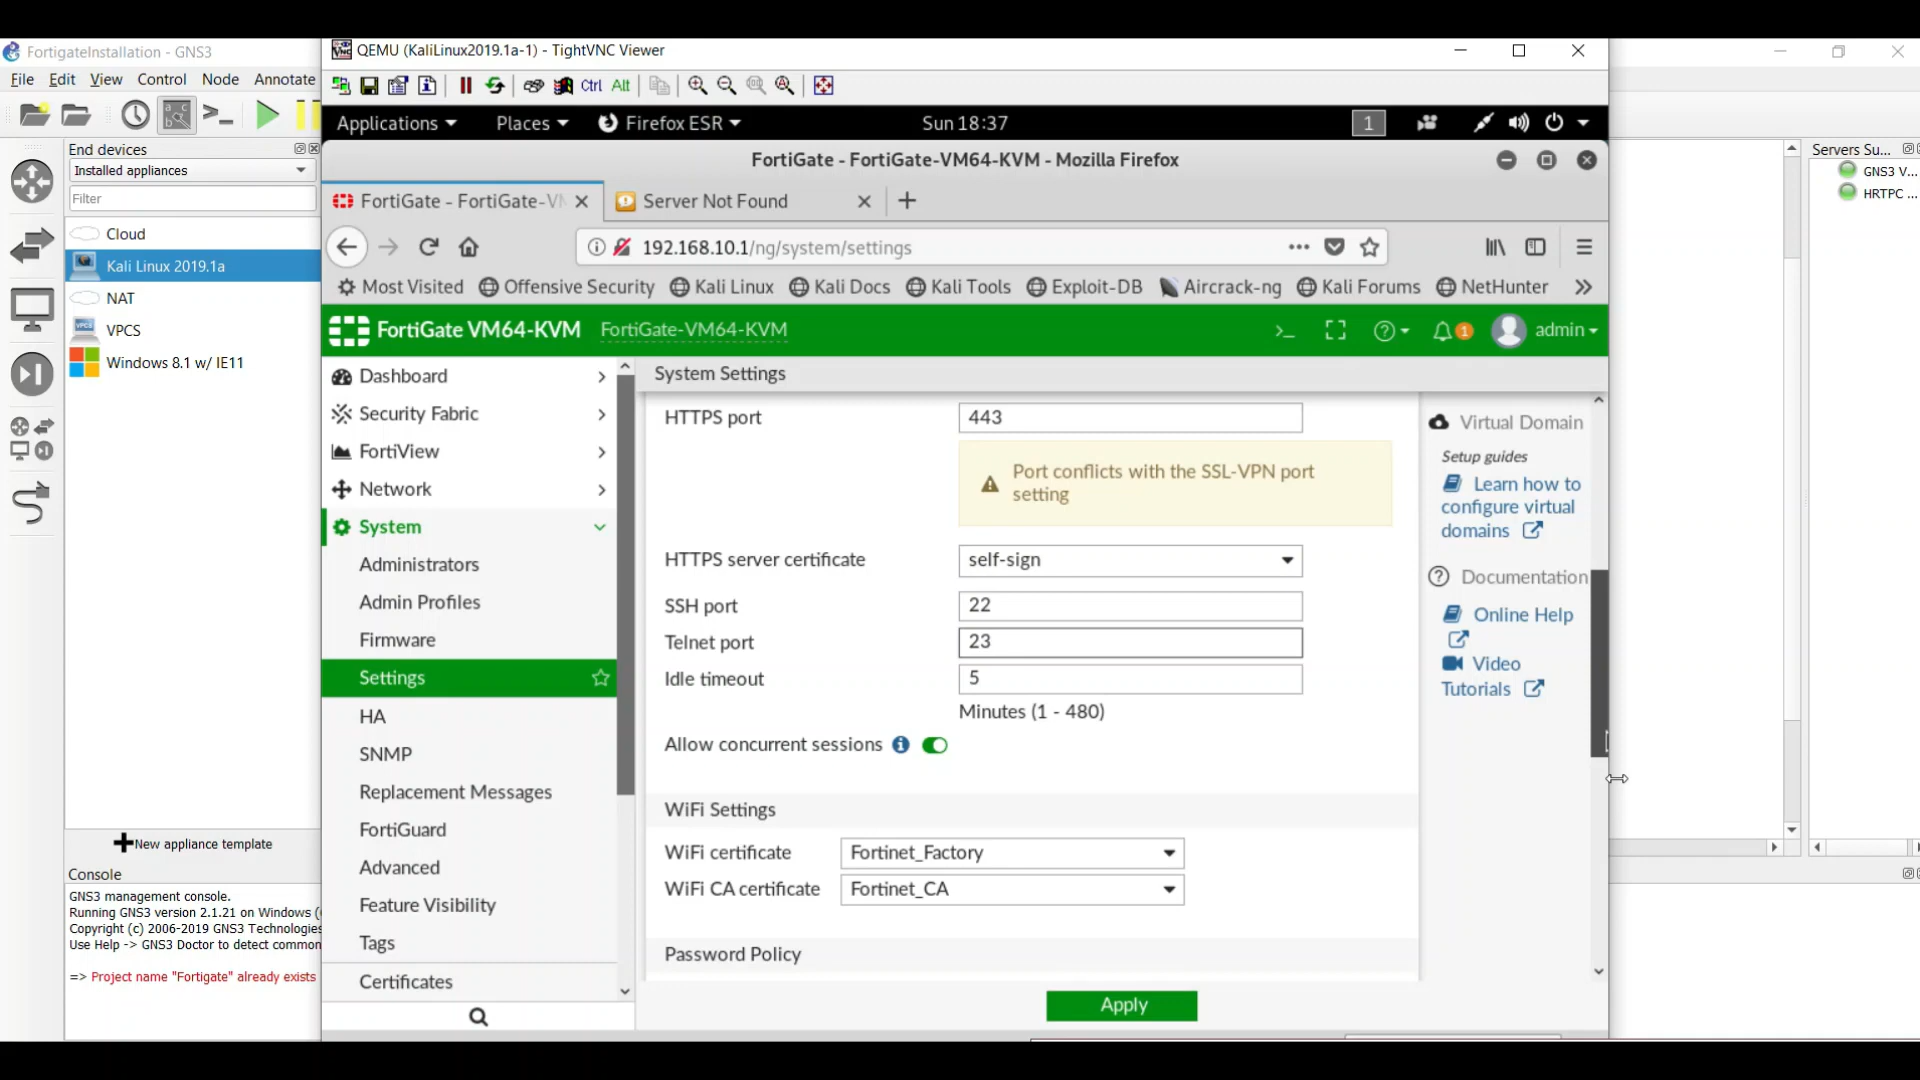 FortigateInstallation - GNS3
File Edit View Control Node Annotate
End devices
Installed appliances
Filter
Cloud
Kali Linux 2019.1a
NAT
VPCS
Windows 8.1 w/ IE11
New appliance template
Console
GNS3 management console.
Running GNS3 version 2.1.21 on Windows (
Copyright (c) 2006-2019 GNS3 Technologies
Use Help -> GNS3 Doctor to detect common
=> Project name "Fortigate" already exists
QEMU (KaliLinux2019.1a-1) - TightVNC Viewer
Ctrl Alt
Applications Places Firefox ESR Sun 18:37 1
FortiGate - FortiGate-VM64-KVM - Mozilla Firefox
FortiGate - FortiGate-VM Server Not Found
192.168.10.1/ng/system/settings
Most Visited Offensive Security Kali Linux Kali Docs Kali Tools Exploit-DB Aircrack-ng Kali Forums NetHunter
FortiGate VM64-KVM FortiGate-VM64-KVM 1 admin
Dashboard
Security Fabric
FortiView
Network
System
Administrators
Admin Profiles
Firmware
Settings
HA
SNMP
Replacement Messages
FortiGuard
Advanced
Feature Visibility
Tags
Certificates
System Settings
HTTPS port 443
Port conflicts with the SSL-VPN port
setting
HTTPS server certificate self-sign
SSH port 22
Telnet port 23
Idle timeout 5
Minutes (1 - 480)
Allow concurrent sessions
WiFi Settings
WiFi certificate Fortinet_Factory
WiFi CA certificate Fortinet_CA
Password Policy
Apply
Virtual Domain
Setup guides
Learn how to
configure virtual
domains
Documentation
Online Help
Video
Tutorials
Servers Su...
GNS3 V...
HRTPC ...